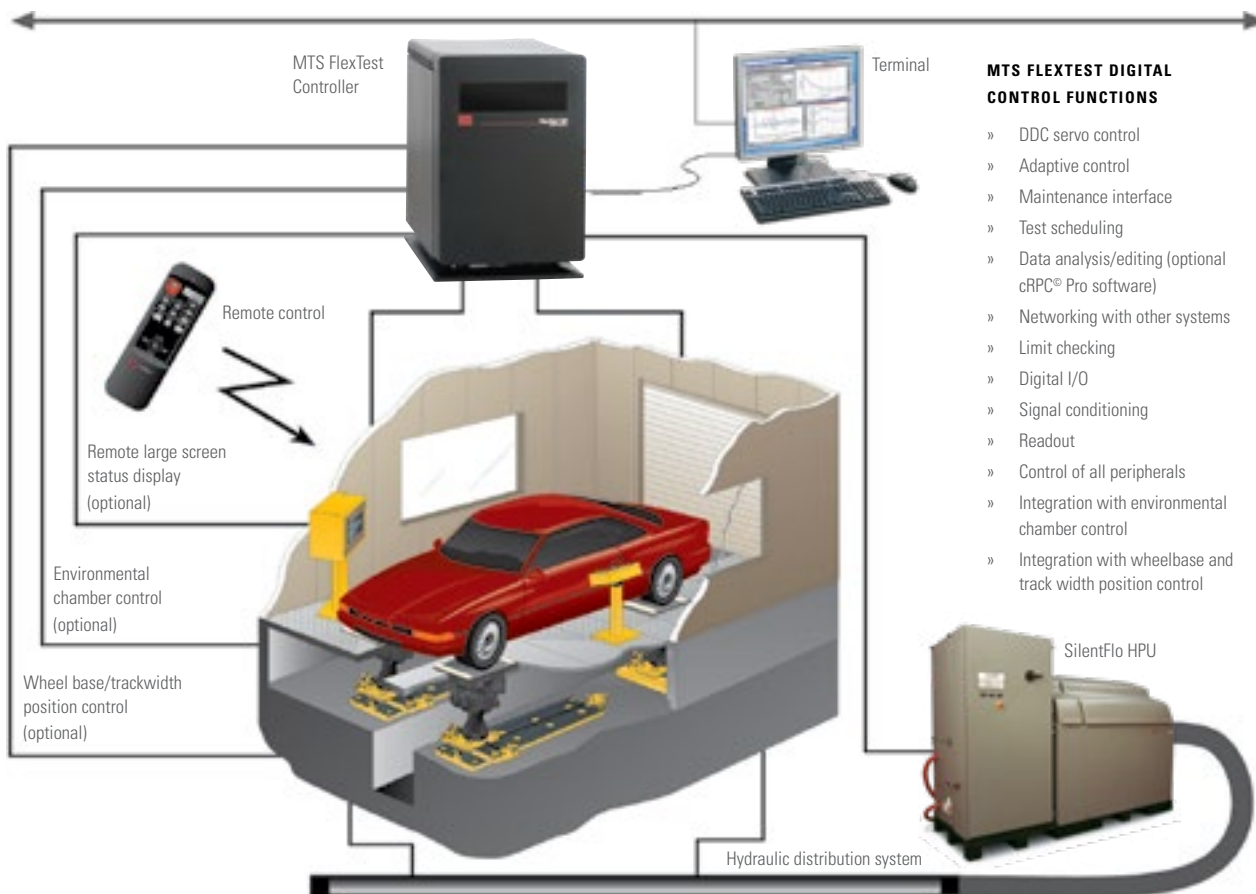 MTS FlexTest
Controller
Terminal
MTS FLEXTEST DIGITAL
CONTROL FUNCTIONS
» DDC servo control
» Adaptive control
» Maintenance interface
» Test scheduling
» Data analysis/editing (optional
cRPC© Pro software)
» Networking with other systems
» Limit checking
» Digital I/O
» Signal conditioning
» Readout
» Control of all peripherals
» Integration with environmental
chamber control
» Integration with wheelbase and
track width position control
Remote control
Remote large screen
status display
(optional)
Environmental
chamber control
(optional)
Wheel base/trackwidth
position control
(optional)
SilentFlo HPU
Hydraulic distribution system